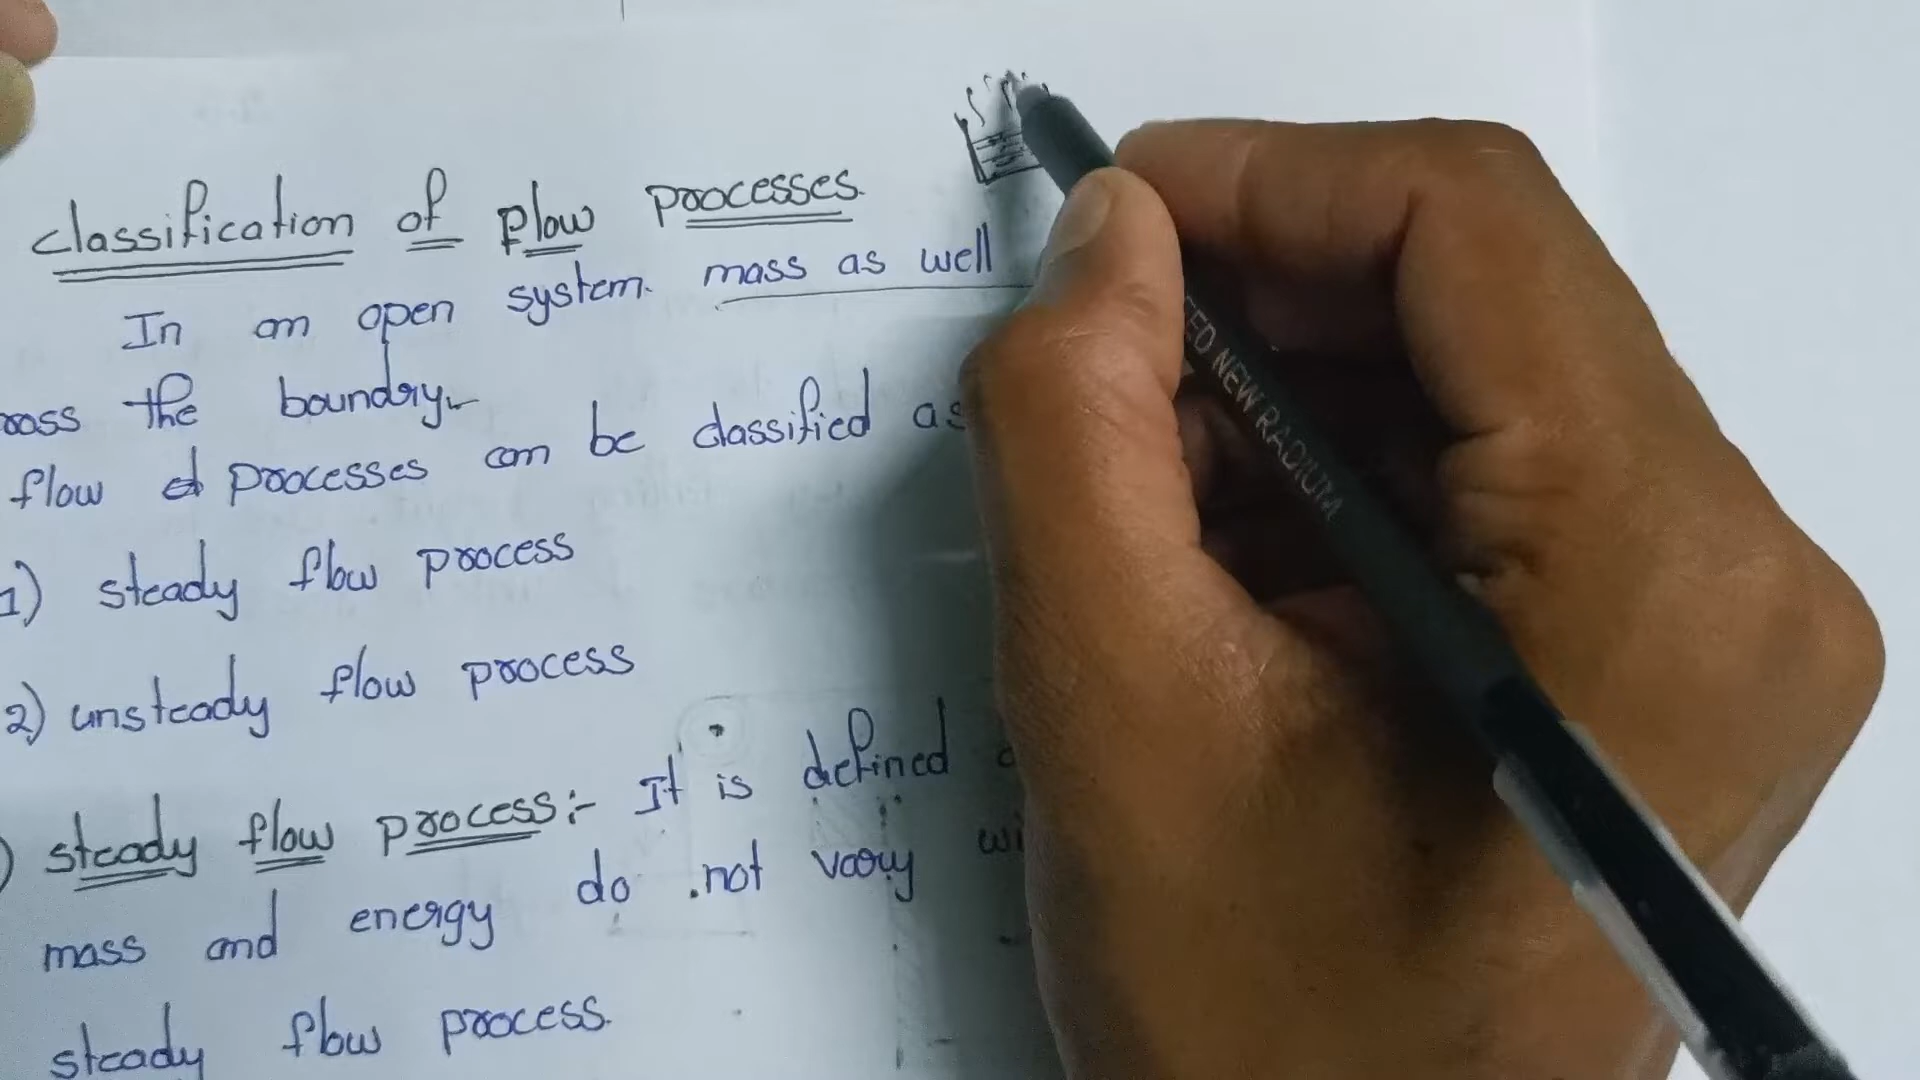 classification of flow processes.
In an open system. mass as well
the boundry
flow processes can be classified as
1) steady flow process
2) unsteady flow process
steady flow process:- It is defined
mass and energy do not vary
steady flow process.
NEW RADIUM